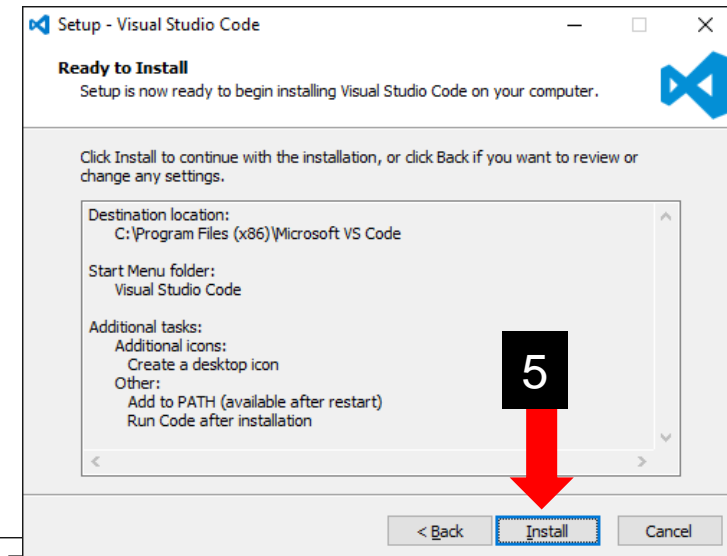 Setup - Visual Studio Code
Ready to Install
Setup is now ready to begin installing Visual Studio Code on your computer.
Click Install to continue with the installation, or click Back if you want to review or
change any settings.
Destination location:
C:\Program Files (x86)\Microsoft VS Code
Start Menu folder:
Visual Studio Code
Additional tasks:
Additional icons:
Create a desktop icon
Other:
Add to PATH (available after restart)
Run Code after installation
5
< Back Install Cancel